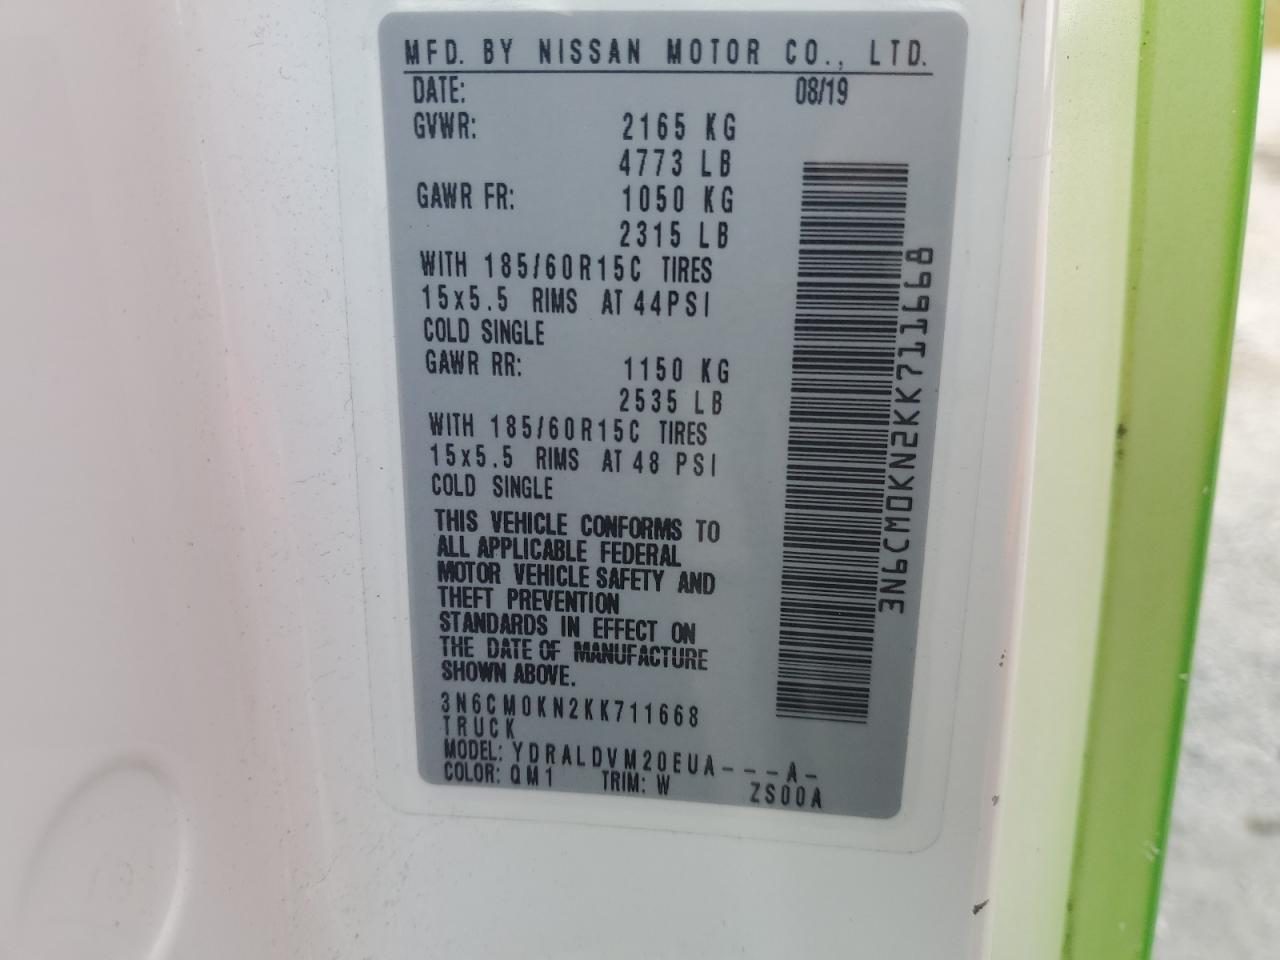 MFD. BY NISSAN MOTOR CO., LTD.
DATE: 08/19
GVWR: 2165 KG
4773 LB
GAWR FR: 1050 KG
2315 LB
WITH 185/60R15C TIRES
15x5.5 RIMS AT 44PSI
COLD SINGLE
GAWR RR: 1150 KG
2535 LB
WITH 185/60R15C TIRES
15x5.5 RIMS AT 48 PSI
COLD SINGLE
THIS VEHICLE CONFORMS TO
ALL APPLICABLE FEDERAL
MOTOR VEHICLE SAFETY AND
THEFT PREVENTION
STANDARDS IN EFFECT ON
THE DATE OF MANUFACTURE
SHOWN ABOVE.
3N6CM0KN2KK711668
TRUCK
MODEL: YDRALDVM20EUA---A-
COLOR: QM1 TRIM: W ZS00A
3N6CM0KN2KK711668